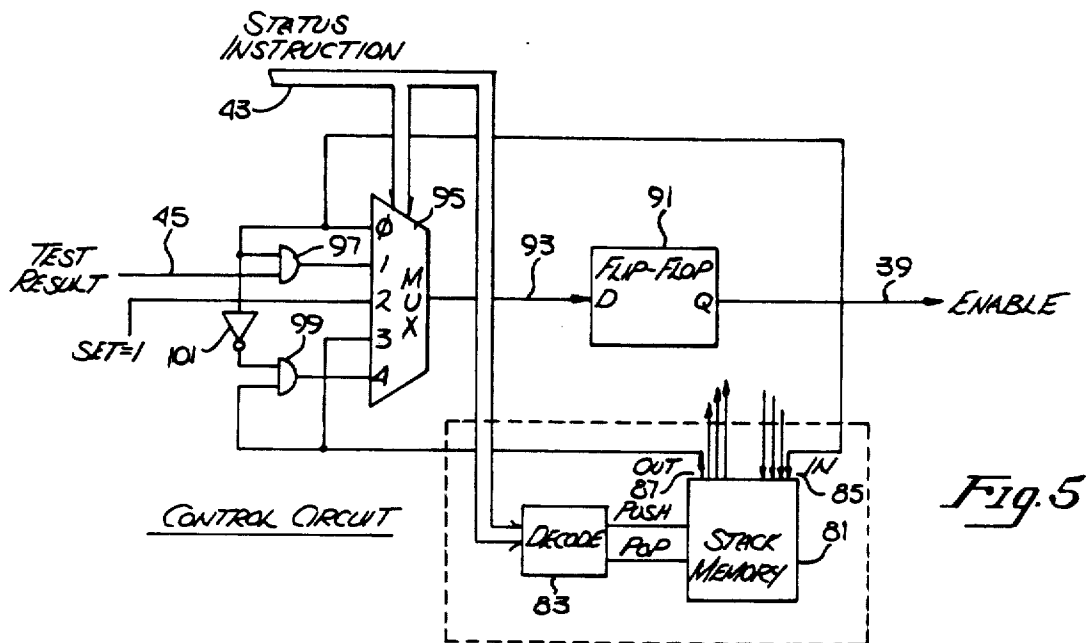 STATUS
INSTRUCTION
43
95
91
45
97
93
39
TEST
RESULT
0
1
2
3
4
MUX
FLIP-FLOP
D
Q
ENABLE
SET=1
101
99
OUT
87
IN
85
CONTROL CIRCUIT
DECODE
PUSH
POP
STACK
MEMORY
81
83
Fig. 5